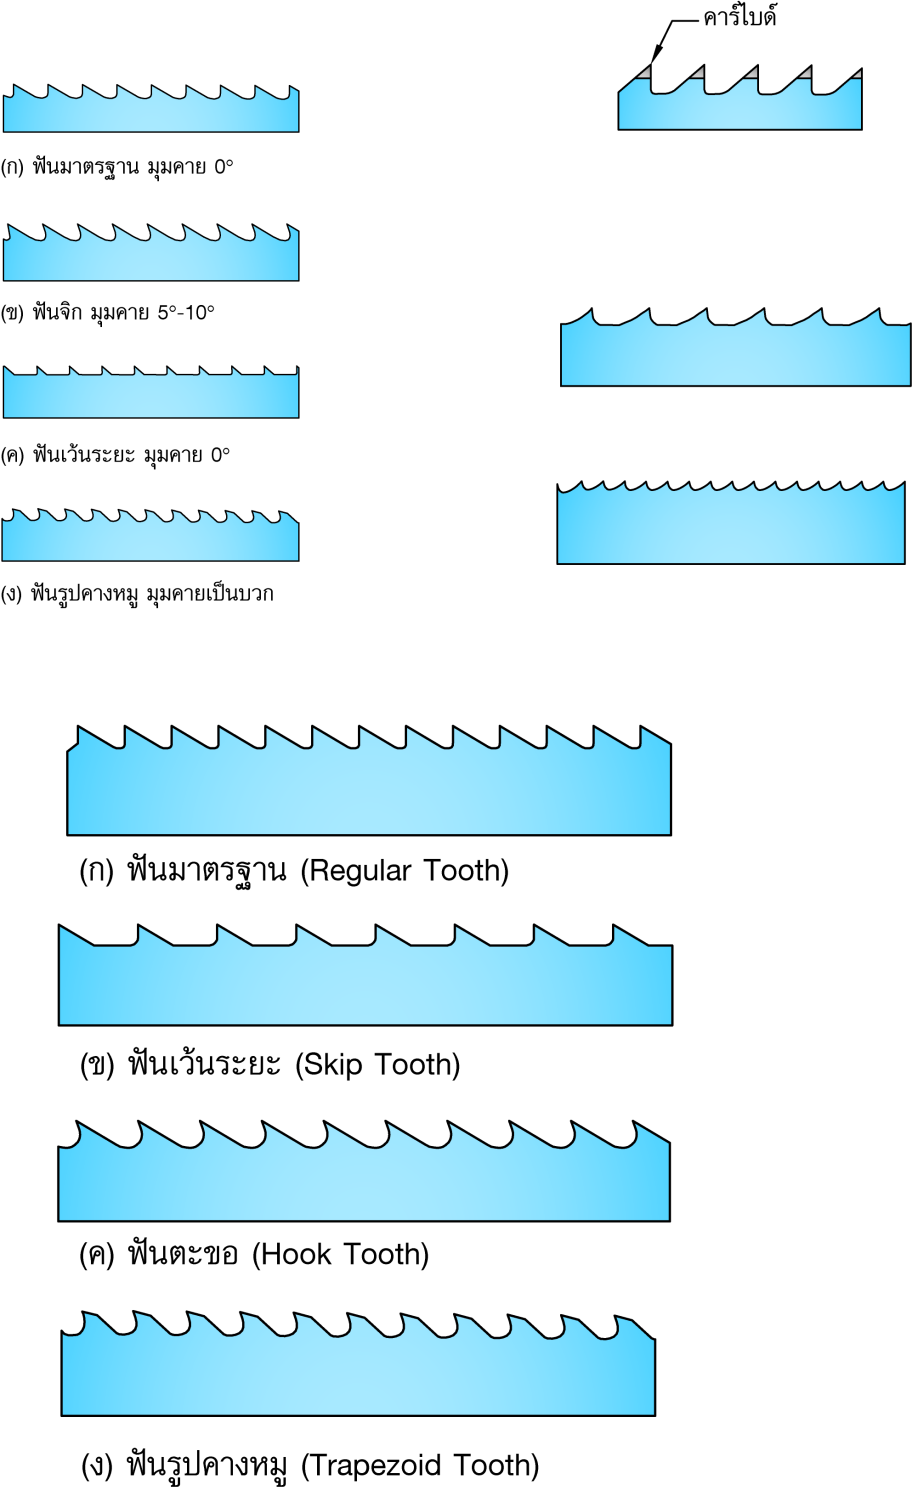 คาร์ไบด์
(ก) ฟันมาตรฐาน มุมคาย 0°
(ข) ฟันจิก มุมคาย 5°-10°
(ค) ฟันเว้นระยะ มุมคาย 0°
(ง) ฟันรูปคางหมู มุมคายเป็นบวก
(ก) ฟันมาตรฐาน (Regular Tooth)
(ข) ฟันเว้นระยะ (Skip Tooth)
(ค) ฟันตะขอ (Hook Tooth)
(ง) ฟันรูปคางหมู (Trapezoid Tooth)